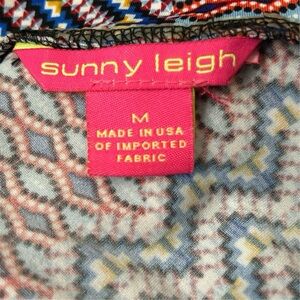 sunny leigh
M
MADE IN USA
OF IMPORTED
FABRIC